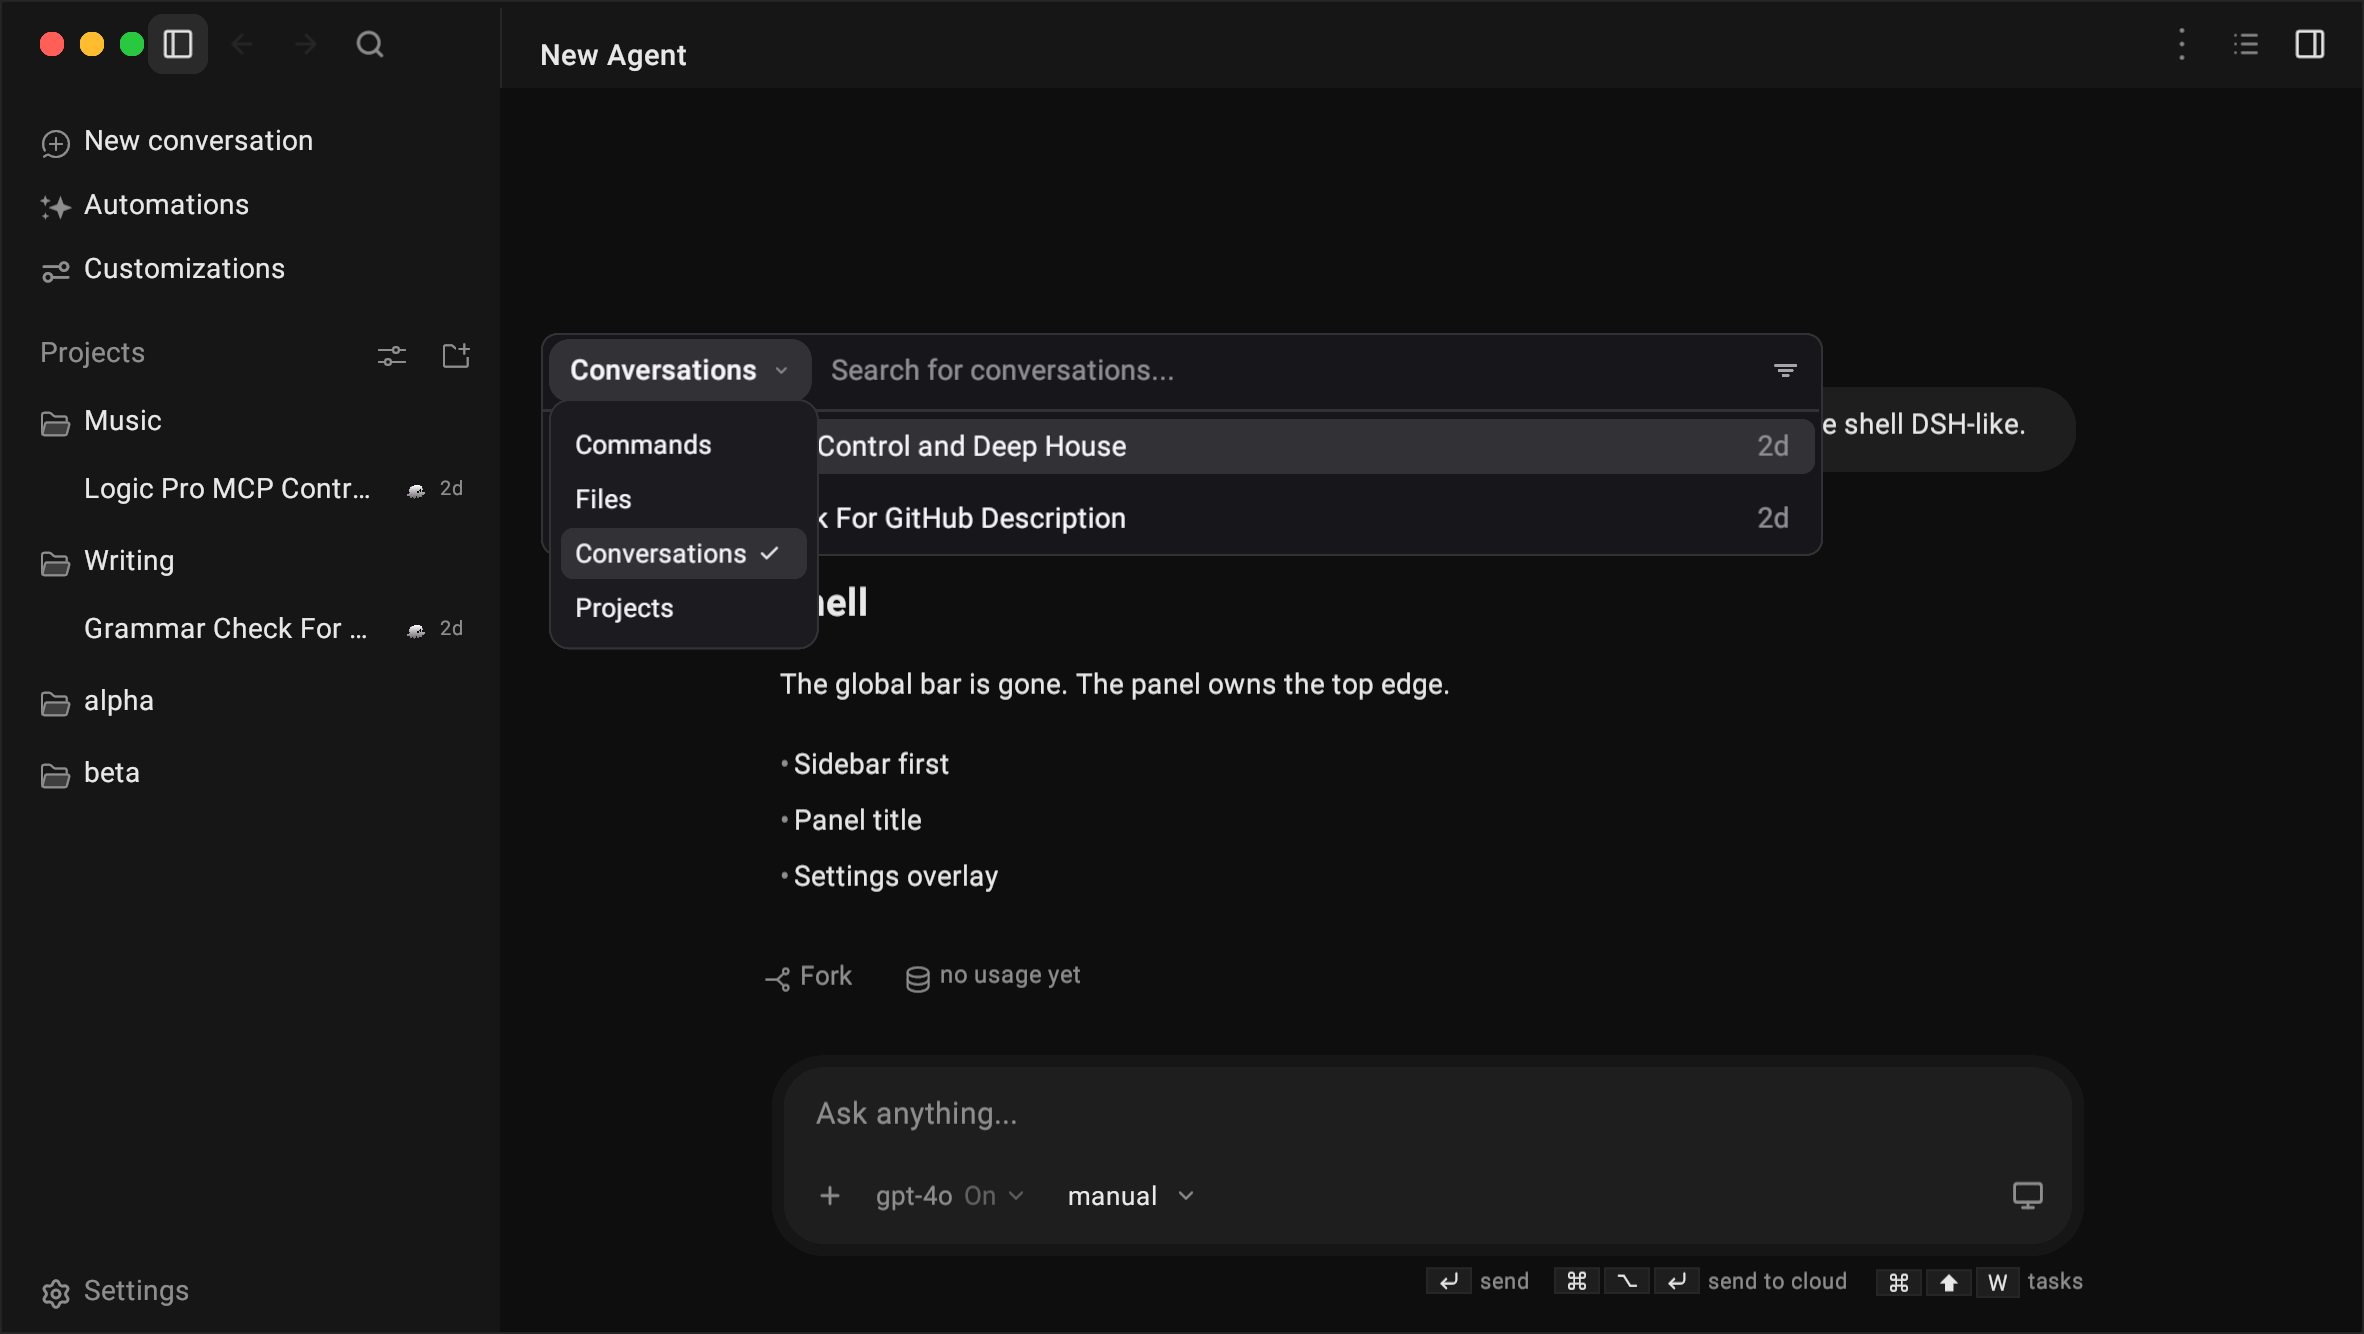 New Agent
New conversation
Automations
Customizations
Projects
Music
Logic Pro MCP Contr... 2d
Writing
Grammar Check For ... 2d
alpha
beta
Settings
Conversations Search for conversations...
Commands
Files
Conversations
Projects
Control and Deep House 2d
k For GitHub Description 2d
e shell DSH-like.
ell
The global bar is gone. The panel owns the top edge.
• Sidebar first
• Panel title
• Settings overlay
Fork no usage yet
Ask anything...
+ gpt-4o On manual
↵ send ⌘ ⌥ ↵ send to cloud ⌘ ⬆ W tasks